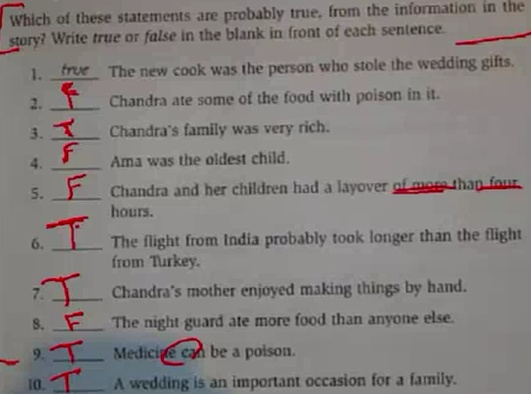 Which of these statements are probably true, from the information in the
story? Write true or false in the blank in front of each sentence.
1. true The new cook was the person who stole the wedding gifts.
2. F Chandra ate some of the food with poison in it.
3. T Chandra's family was very rich.
4. F Ama was the oldest child.
5. F Chandra and her children had a layover of more than four
hours.
6. T The flight from India probably took longer than the flight
from Turkey.
7. T Chandra's mother enjoyed making things by hand.
8. F The night guard ate more food than anyone else.
9. T Medicine can be a poison.
10. T A wedding is an important occasion for a family.